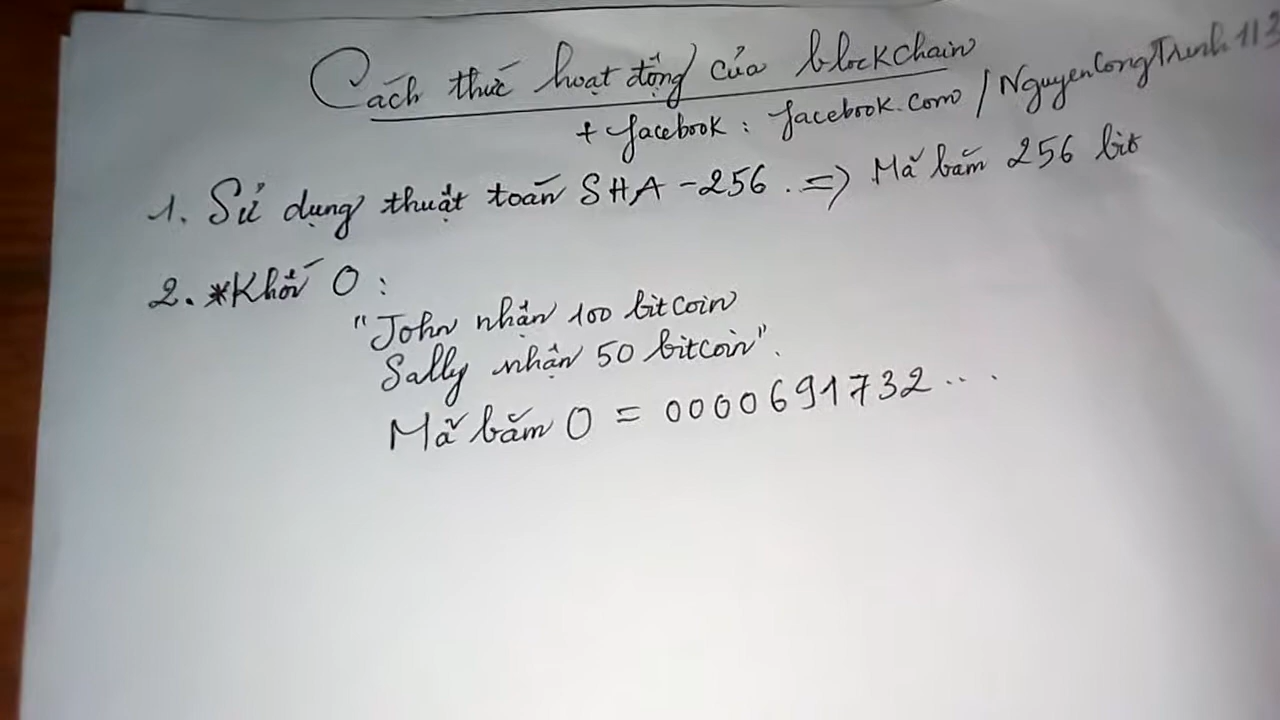 Cách thức hoạt động của blockchain
+ facebook: facebook.com/NguyenCongTrinh113
1. Sử dụng thuật toán SHA-256. => Mã băm 256 bit
2. *Khối 0:
"John nhận 100 bitcoin
Sally nhận 50 bitcoin".
Mã băm 0 = 0000691732...